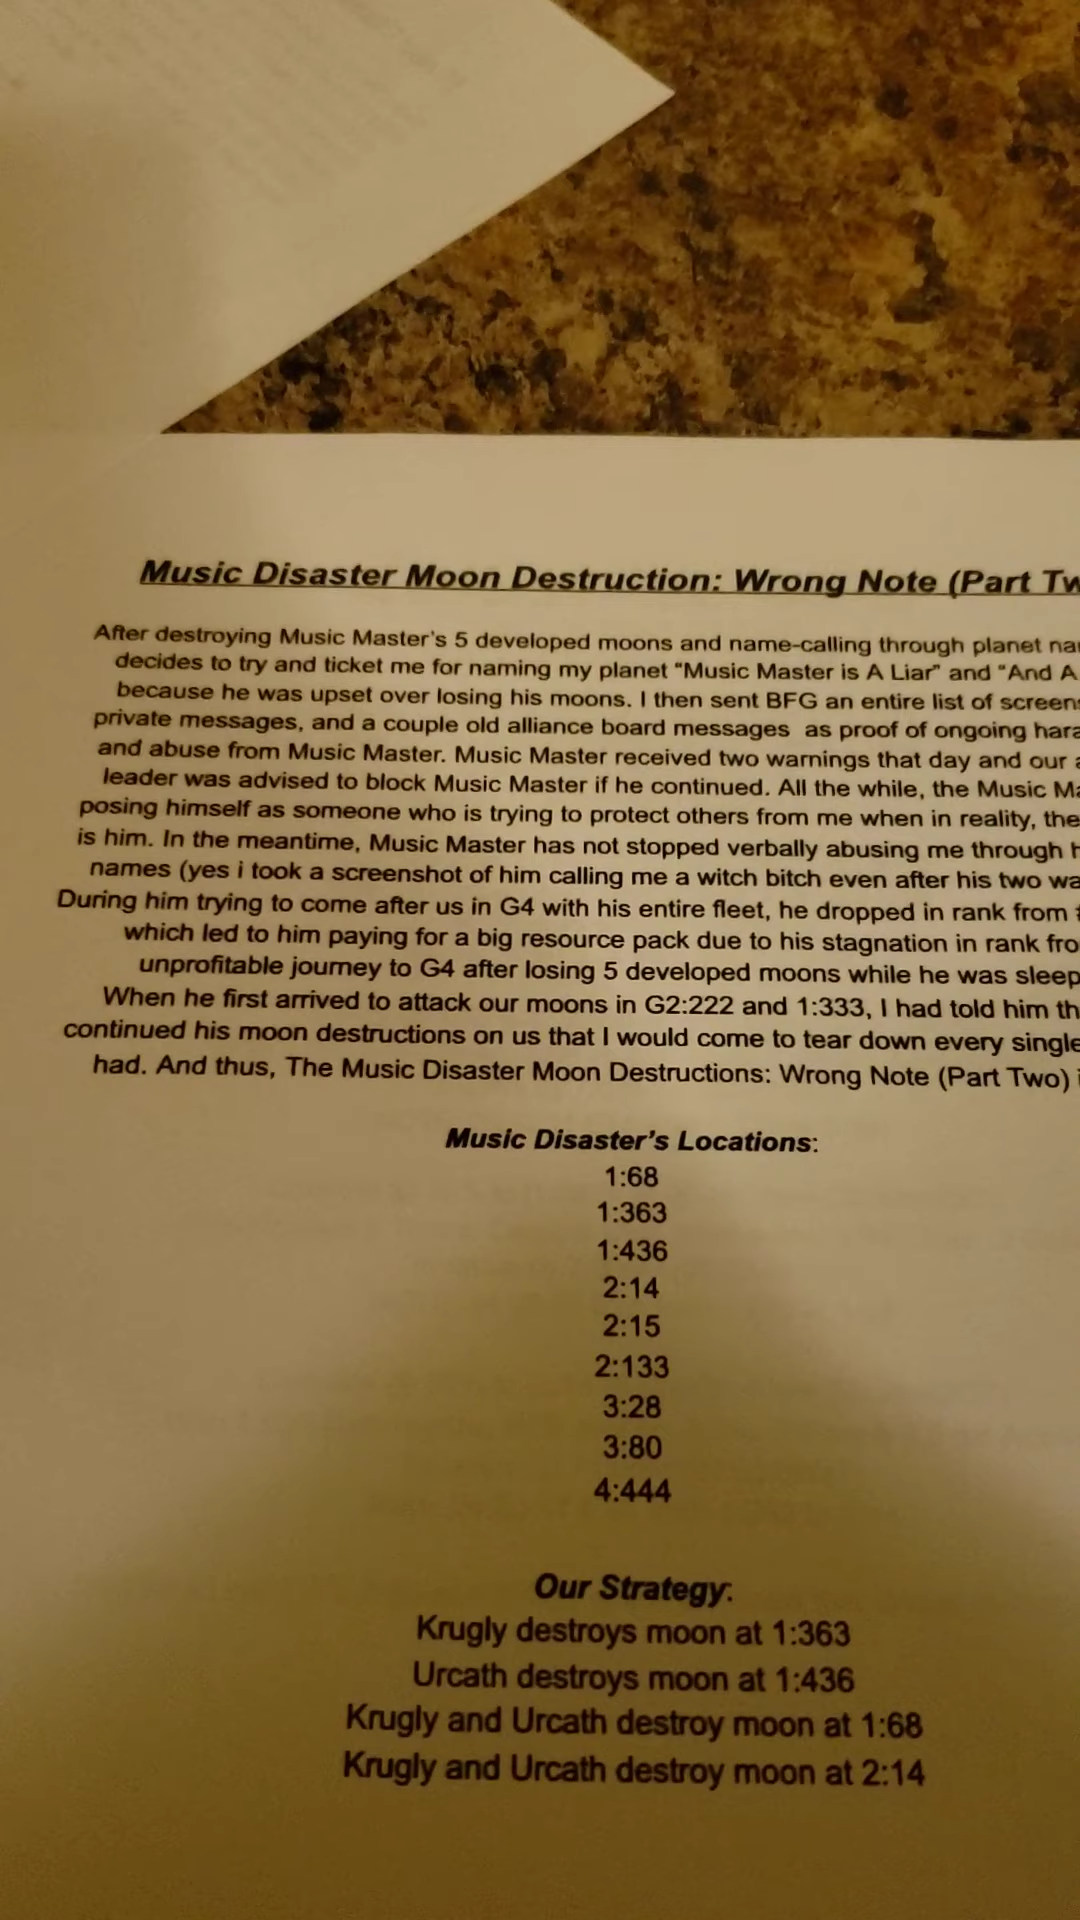 Music Disaster Moon Destruction: Wrong Note (Part
After destroying Music Master's 5 developed moons and name-calling through planet
decides to try and ticket me for naming my planet “Music Master is A Liar” and “And A
because he was upset over losing his moons. I then sent BFG an entire list of
private messages, and a couple old alliance board messages as proof of ongoing
and abuse from Music Master. Music Master received two warnings that day and our
leader was advised to block Music Master if he continued. All the while, the Music
posing himself as someone who is trying to protect others from me when in reality, the
is him. In the meantime, Music Master has not stopped verbally abusing me through
names (yes i took a screenshot of him calling me a witch bitch even after his two
During him trying to come after us in G4 with his entire fleet, he dropped in rank from
which led to him paying for a big resource pack due to his stagnation in rank
unprofitable journey to G4 after losing 5 developed moons while he was
When he first arrived to attack our moons in G2:222 and 1:333, I had told him
continued his moon destructions on us that I would come to tear down every single
had. And thus, The Music Disaster Moon Destructions: Wrong Note (Part Two)
Music Disaster's Locations:
1:68
1:363
1:436
2:14
2:15
2:133
3:28
3:80
4:444
Our Strategy:
Krugly destroys moon at 1:363
Urcath destroys moon at 1:436
Krugly and Urcath destroy moon at 1:68
Krugly and Urcath destroy moon at 2:14